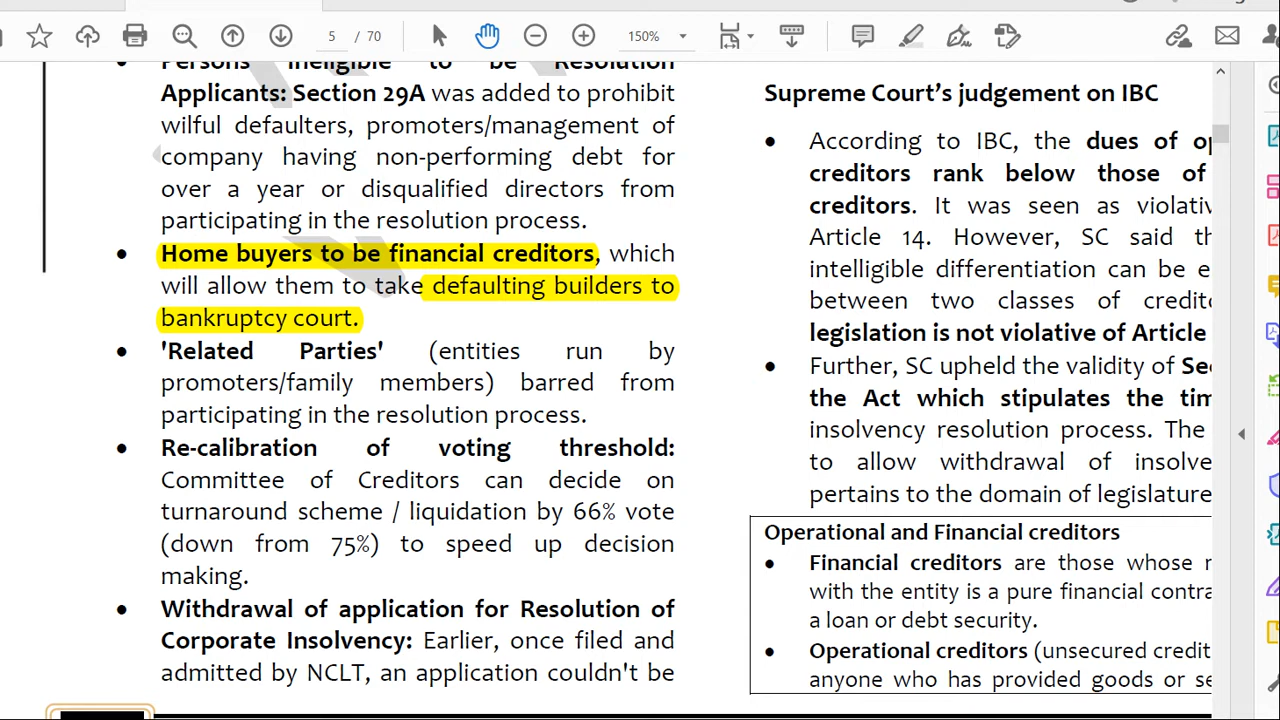 5 / 70
150%
Persons ineligible to be Resolution
Applicants: Section 29A was added to prohibit
wilful defaulters, promoters/management of
company having non-performing debt for
over a year or disqualified directors from
participating in the resolution process.
• Home buyers to be financial creditors, which
will allow them to take defaulting builders to
bankruptcy court.
• 'Related Parties' (entities run by
promoters/family members) barred from
participating in the resolution process.
• Re-calibration of voting threshold:
Committee of Creditors can decide on
turnaround scheme / liquidation by 66% vote
(down from 75%) to speed up decision
making.
• Withdrawal of application for Resolution of
Corporate Insolvency: Earlier, once filed and
admitted by NCLT, an application couldn't be
Supreme Court's judgement on IBC
• According to IBC, the dues of op
creditors rank below those of
creditors. It was seen as violativ
Article 14. However, SC said th
intelligible differentiation can be e
between two classes of credito
legislation is not violative of Article
• Further, SC upheld the validity of Se
the Act which stipulates the tim
insolvency resolution process. The
to allow withdrawal of insolve
pertains to the domain of legislature
Operational and Financial creditors
• Financial creditors are those whose r
with the entity is a pure financial contra
a loan or debt security.
• Operational creditors (unsecured credit
anyone who has provided goods or se